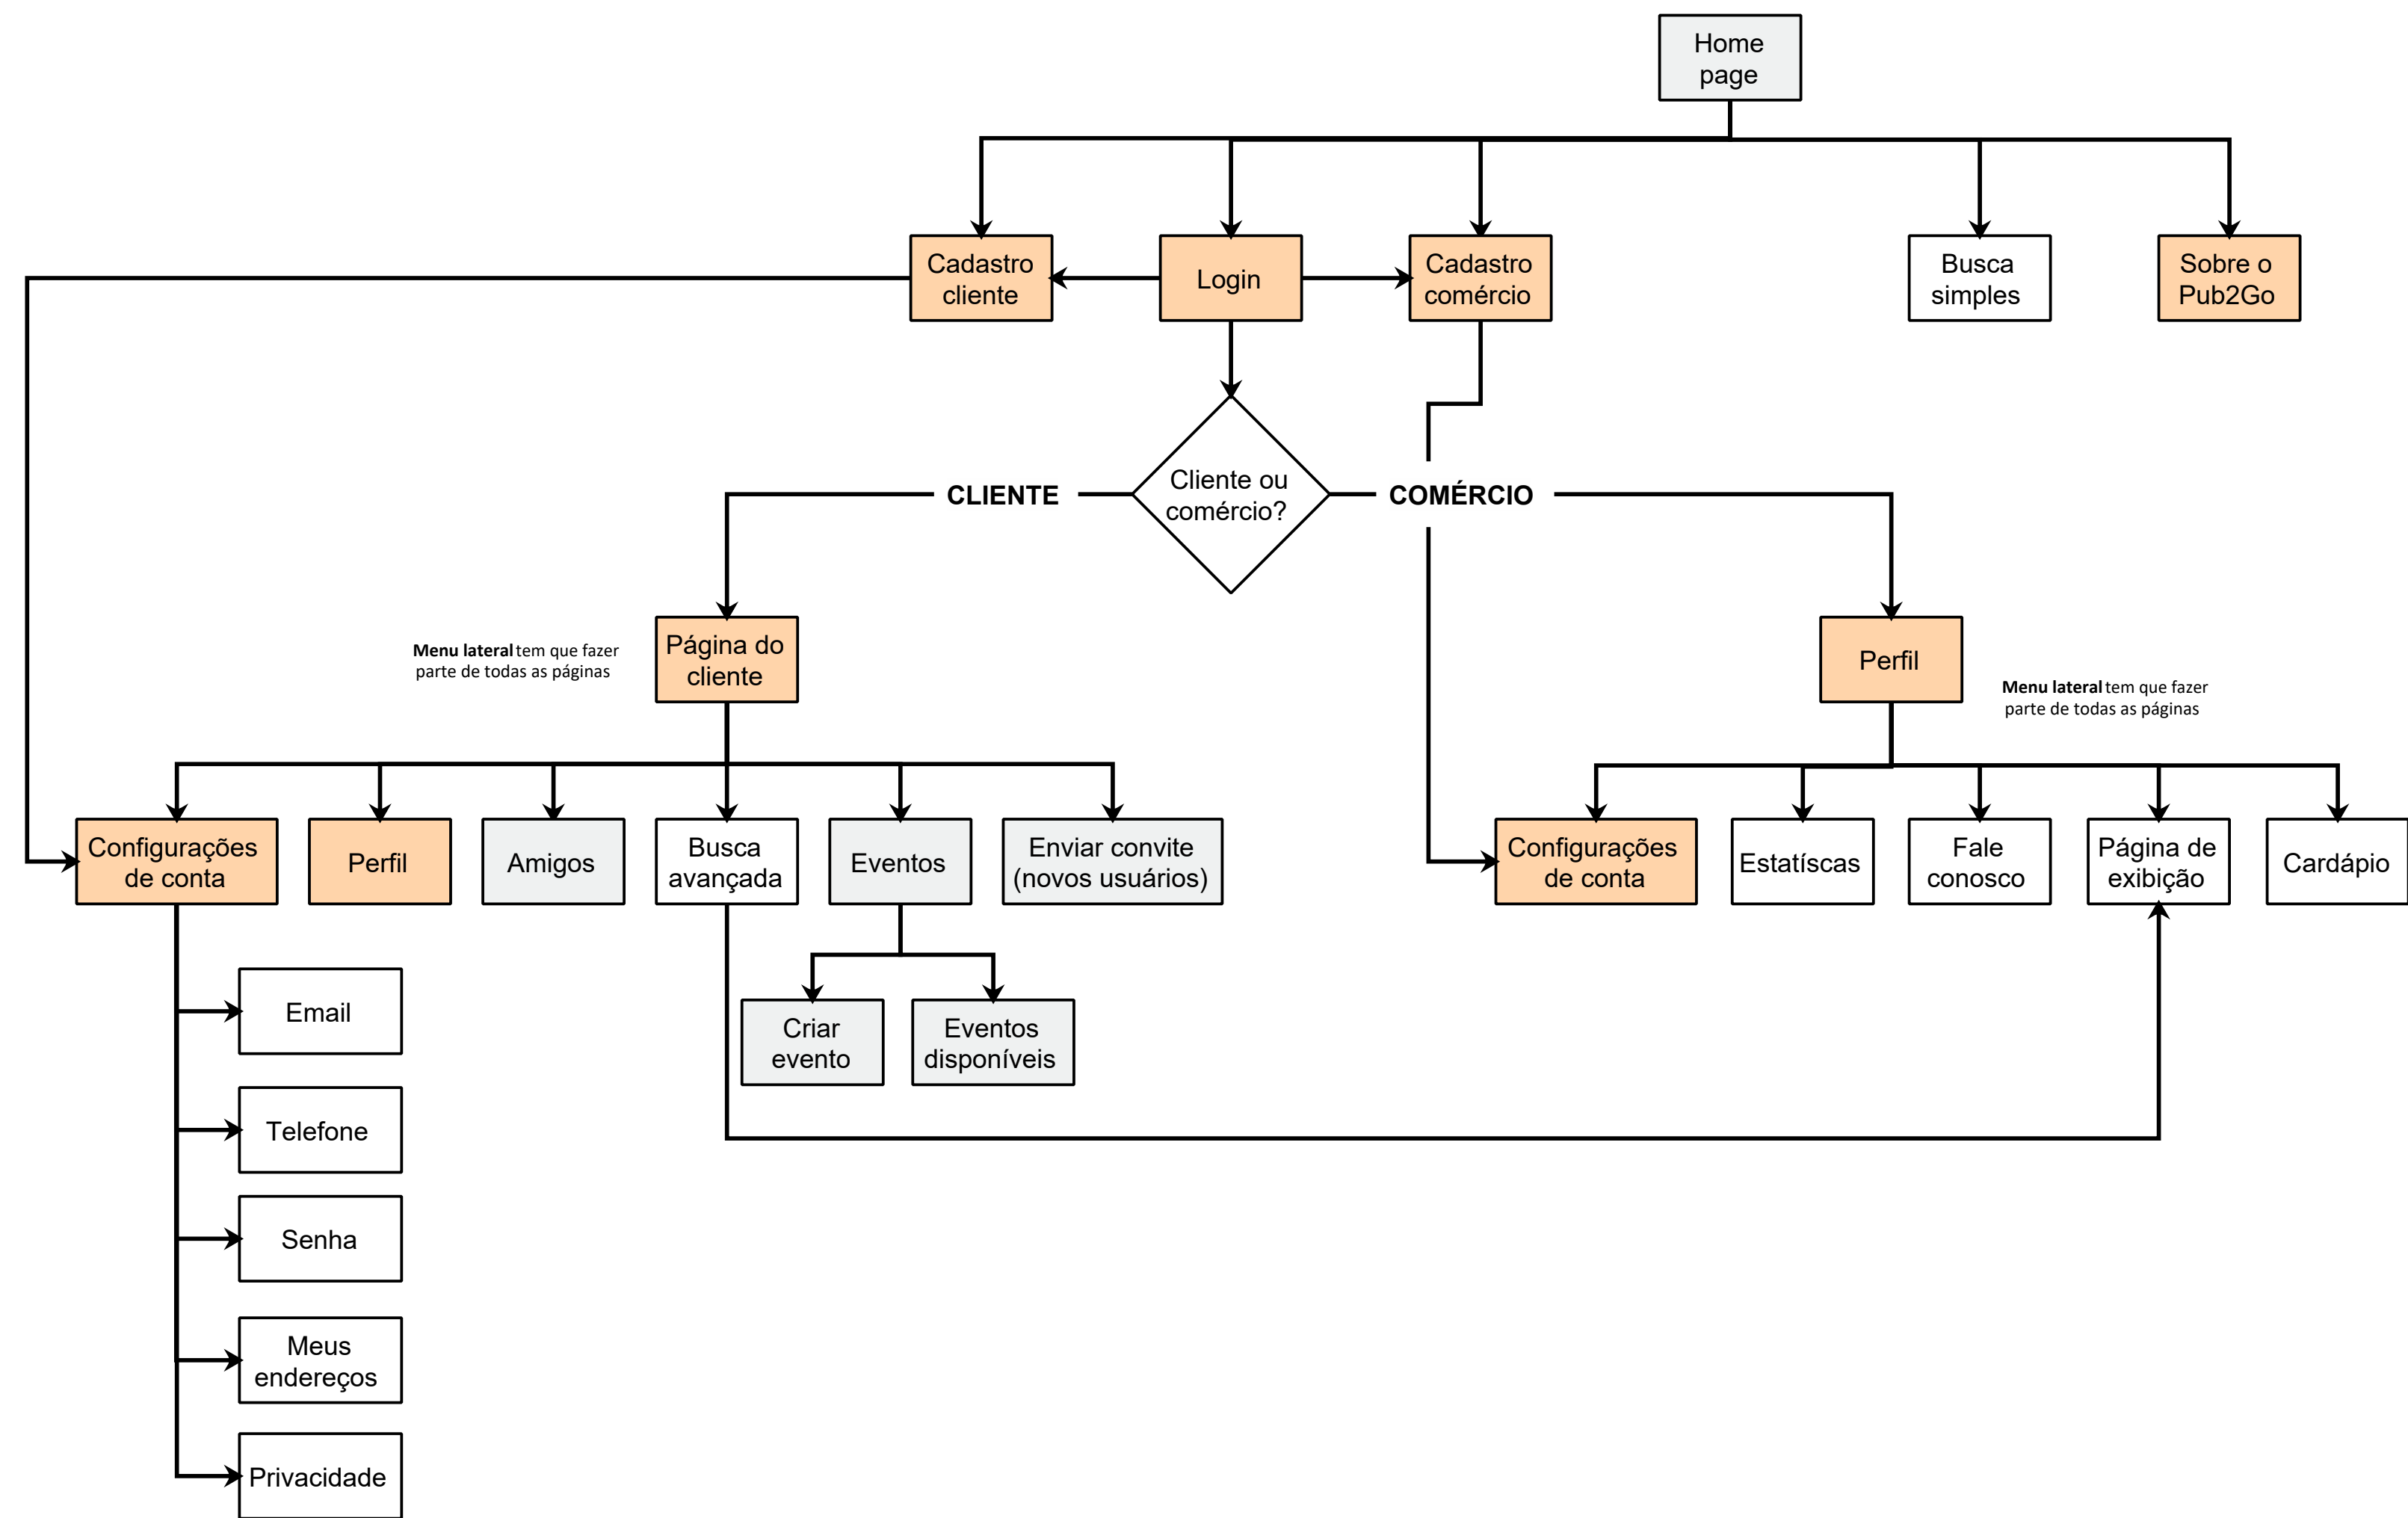 Home
page
Cadastro
cliente
Login
Cadastro
comércio
Busca
simples
Sobre o
Pub2Go
Cliente ou
comércio?
CLIENTE
COMÉRCIO
Menu lateral tem que fazer
parte de todas as páginas
Página do
cliente
Perfil
Menu lateral tem que fazer
parte de todas as páginas
Configurações
de conta
Perfil
Amigos
Busca
avançada
Eventos
Enviar convite
(novos usuários)
Configurações
de conta
Estatíscas
Fale
conosco
Página de
exibição
Cardápio
Email
Criar
evento
Eventos
disponíveis
Telefone
Senha
Meus
endereços
Privacidade